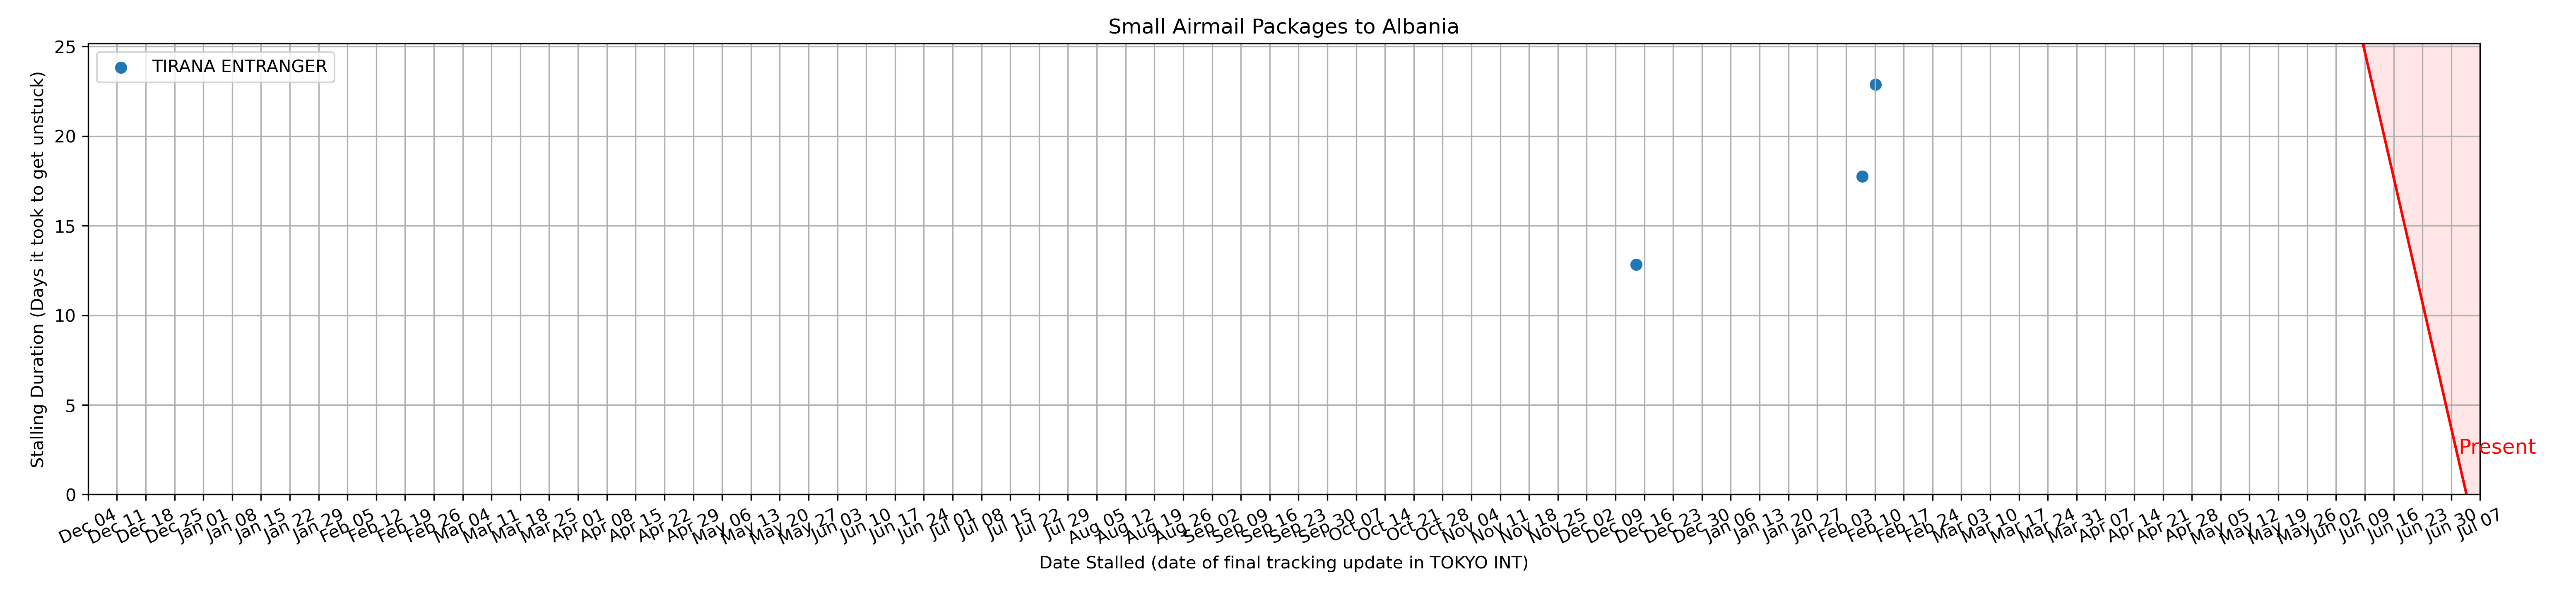 Small Airmail Packages to Albania
TIRANA ENTRANGER
Stalling Duration (Days it took to get unstuck)
25
20
15
10
5
0
Present
Dec 04 Dec 11 Dec 18 Dec 25 Jan 01 Jan 08 Jan 15 Jan 22 Jan 29 Feb 05 Feb 12 Feb 19 Feb 26 Mar 04 Mar 11 Mar 18 Mar 25 Apr 01 Apr 08 Apr 15 Apr 22 Apr 29 May 06 May 13 May 20 May 27 Jun 03 Jun 10 Jun 17 Jun 24 Jul 01 Jul 08 Jul 15 Jul 22 Jul 29 Aug 05 Aug 12 Aug 19 Aug 26 Sep 02 Sep 09 Sep 16 Sep 23 Sep 30 Oct 07 Oct 14 Oct 21 Oct 28 Nov 04 Nov 11 Nov 18 Nov 25 Dec 02 Dec 09 Dec 16 Dec 23 Dec 30 Jan 06 Jan 13 Jan 20 Jan 27 Feb 03 Feb 10 Feb 17 Feb 24 Mar 03 Mar 10 Mar 17 Mar 24 Mar 31 Apr 07 Apr 14 Apr 21 Apr 28 May 05 May 12 May 19 May 26 Jun 02 Jun 09 Jun 16 Jun 23 Jun 30 Jul 07
Date Stalled (date of final tracking update in TOKYO INT)